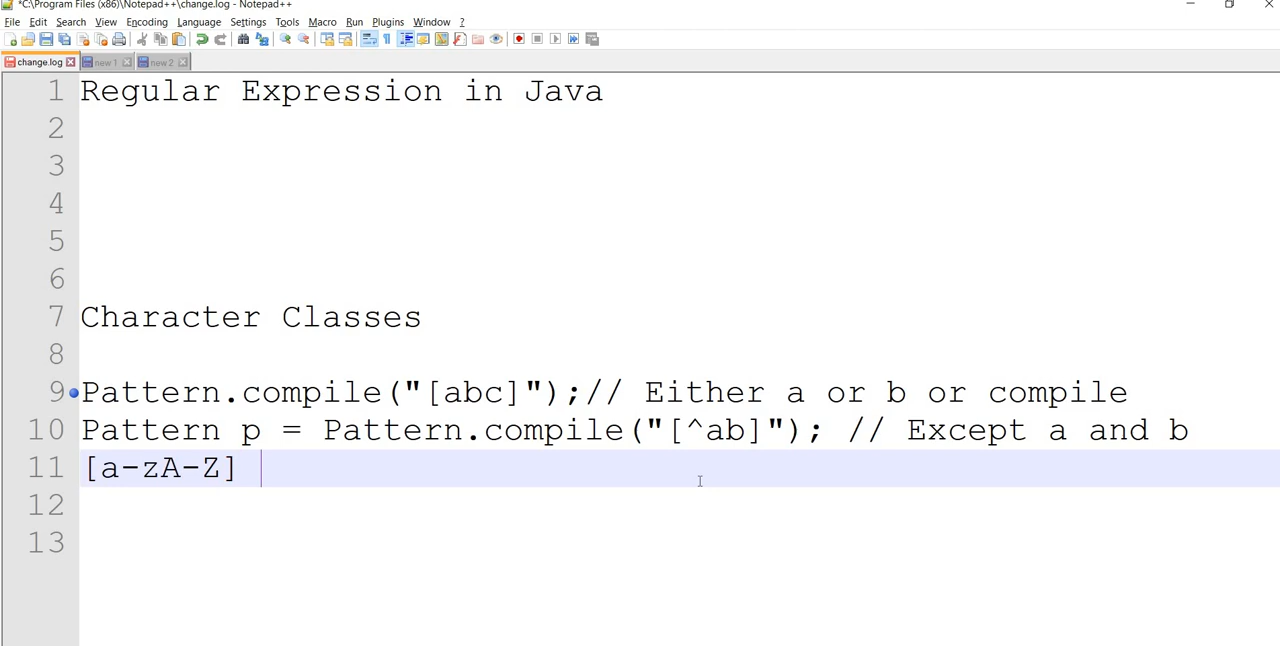 *C:\Program Files (x86)\Notepad++\change.log - Notepad++
File Edit Search View Encoding Language Settings Tools Macro Run Plugins Window ?
change.log new 1 new 2
1 Regular Expression in Java
2
3
4
5
6
7 Character Classes
8
9 Pattern.compile("[abc]");// Either a or b or compile
10 Pattern p = Pattern.compile("[^ab]"); // Except a and b
11 [a-zA-Z]
12
13